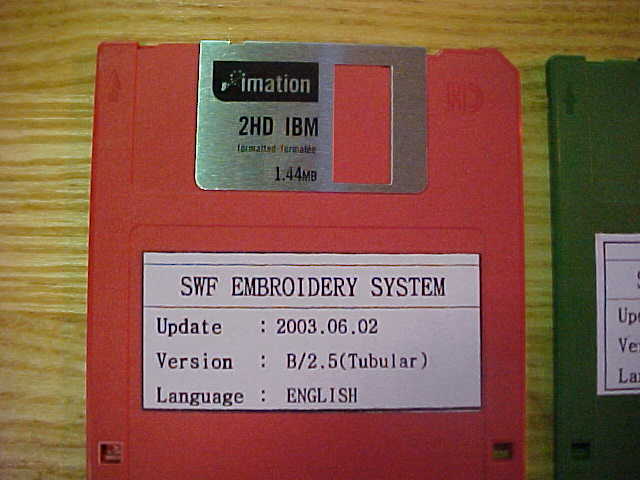 imation
2HD IBM
formatted-formatée
1.44MB
HD
SWF EMBROIDERY SYSTEM
Update : 2003.06.02
Version : B/2.5(Tubular)
Language : ENGLISH